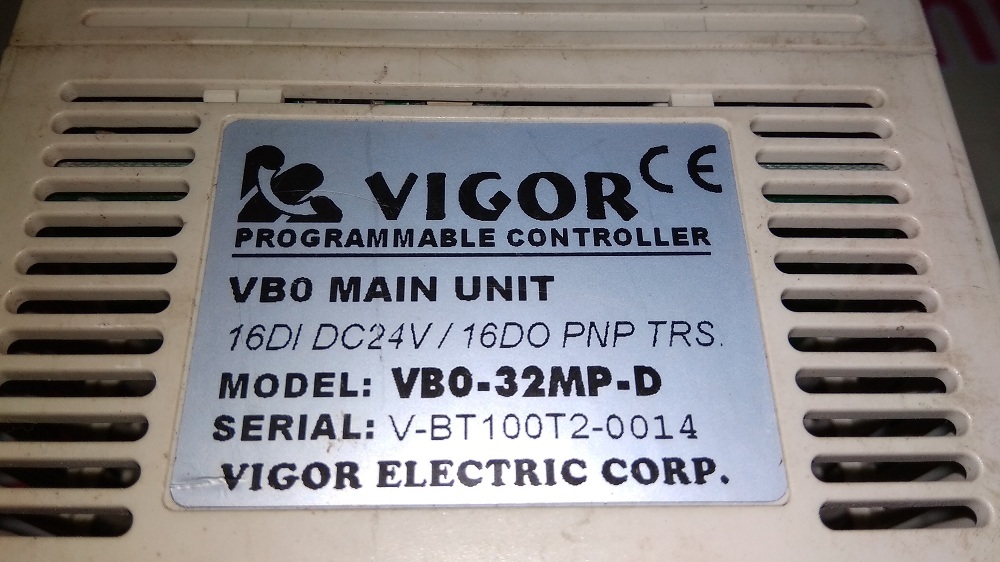 VIGOR CE
PROGRAMMABLE CONTROLLER
VB0 MAIN UNIT
16DI DC24V / 16DO PNP TRS.
MODEL: VB0-32MP-D
SERIAL: V-BT100T2-0014
VIGOR ELECTRIC CORP.